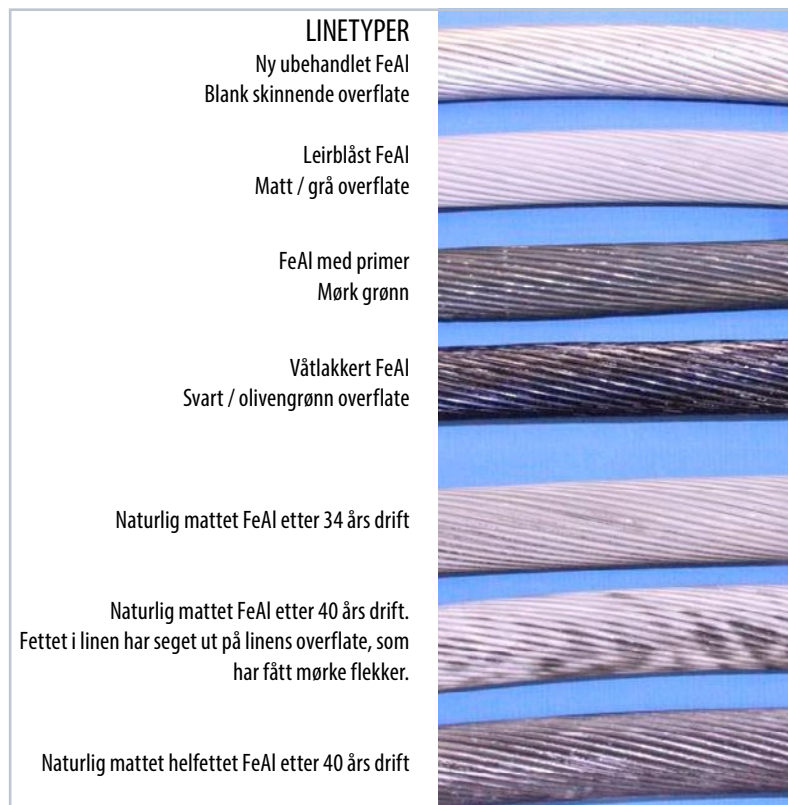 LINETYPER
Ny ubehandlet FeAl
Blank skinnende overflate
Leirblåst FeAl
Matt / grå overflate
FeAl med primer
Mørk grønn
Våtlakkert FeAl
Svart / olivengrønn overflate
Naturlig mattet FeAl etter 34 års drift
Naturlig mattet FeAl etter 40 års drift.
Fettet i linen har seget ut på linens overflate, som
har fått mørke flekker.
Naturlig mattet helfettet FeAl etter 40 års drift